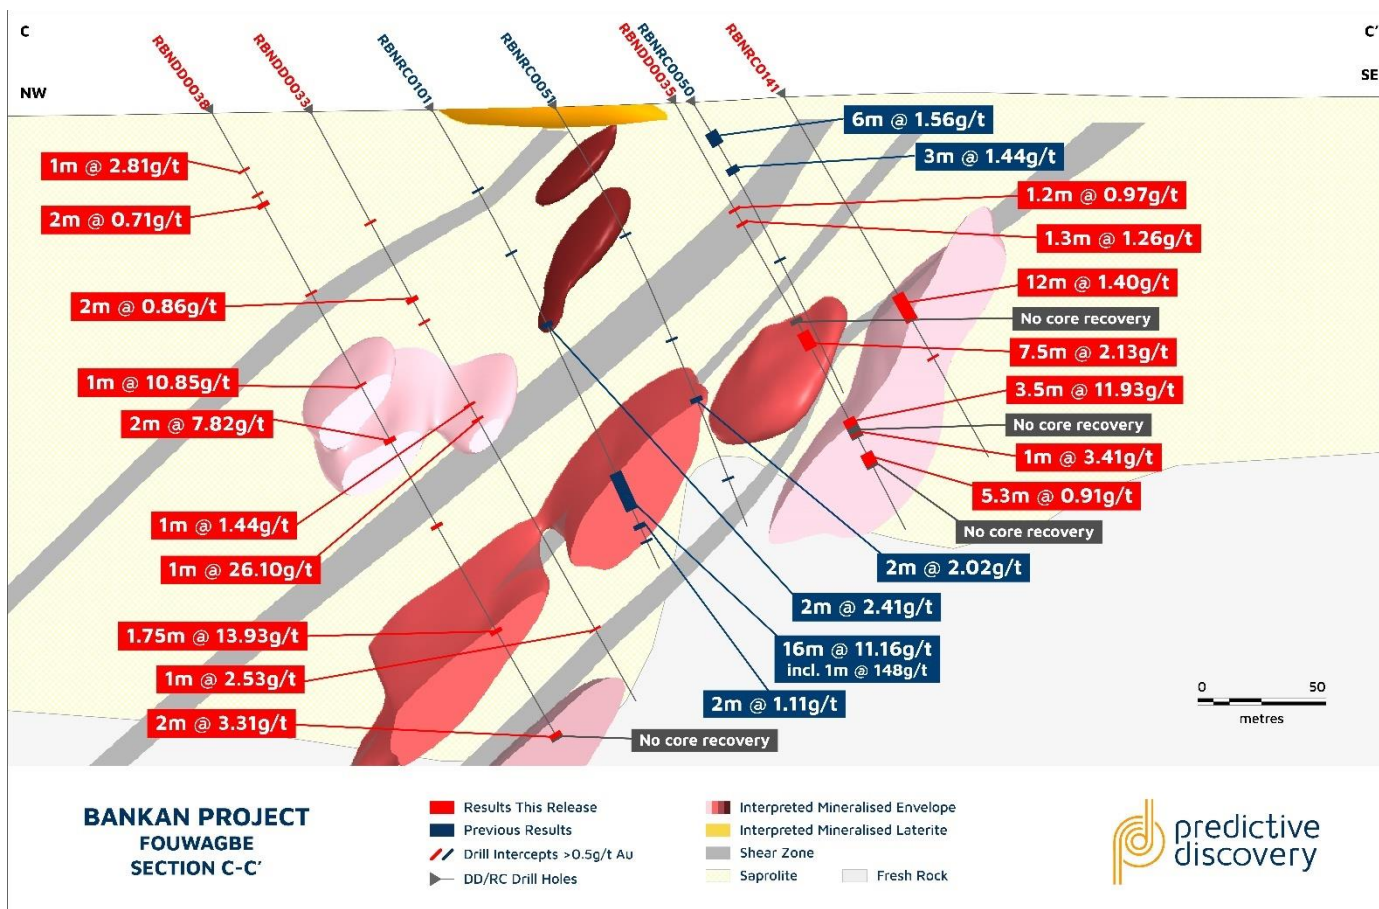 C
C'
NW
SE
RBNDD0038
RBNDD0033
RBNRC0101
RBNRC0051
RBNDD0035
RBNRC0050
RBNRC0141
6m @ 1.56g/t
3m @ 1.44g/t
1m @ 2.81g/t
1.2m @ 0.97g/t
2m @ 0.71g/t
1.3m @ 1.26g/t
12m @ 1.40g/t
2m @ 0.86g/t
No core recovery
7.5m @ 2.13g/t
1m @ 10.85g/t
3.5m @ 11.93g/t
2m @ 7.82g/t
No core recovery
1m @ 3.41g/t
5.3m @ 0.91g/t
1m @ 1.44g/t
No core recovery
1m @ 26.10g/t
2m @ 2.02g/t
2m @ 2.41g/t
1.75m @ 13.93g/t
16m @ 11.16g/t
incl. 1m @ 148g/t
1m @ 2.53g/t
2m @ 1.11g/t
2m @ 3.31g/t
No core recovery
0 50
metres
BANKAN PROJECT
FOUWAGBE
SECTION C-C'
Results This Release
Previous Results
Drill Intercepts >0.5g/t Au
DD/RC Drill Holes
Interpreted Mineralised Envelope
Interpreted Mineralised Laterite
Shear Zone
Saprolite
Fresh Rock
predictive
discovery